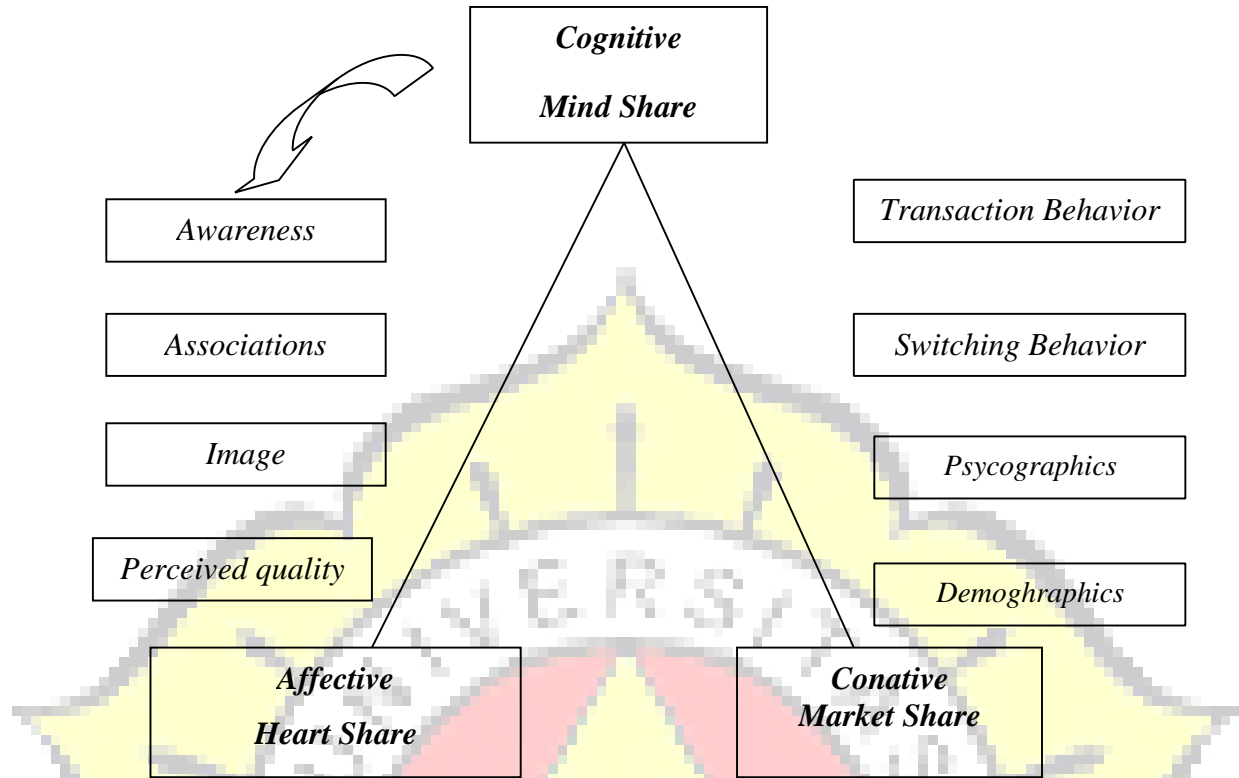 Cognitive
Mind Share
Awareness
Transaction Behavior
Associations
Switching Behavior
Image
Psycographics
Perceived quality
Demoghraphics
Affective
Heart Share
Conative
Market Share